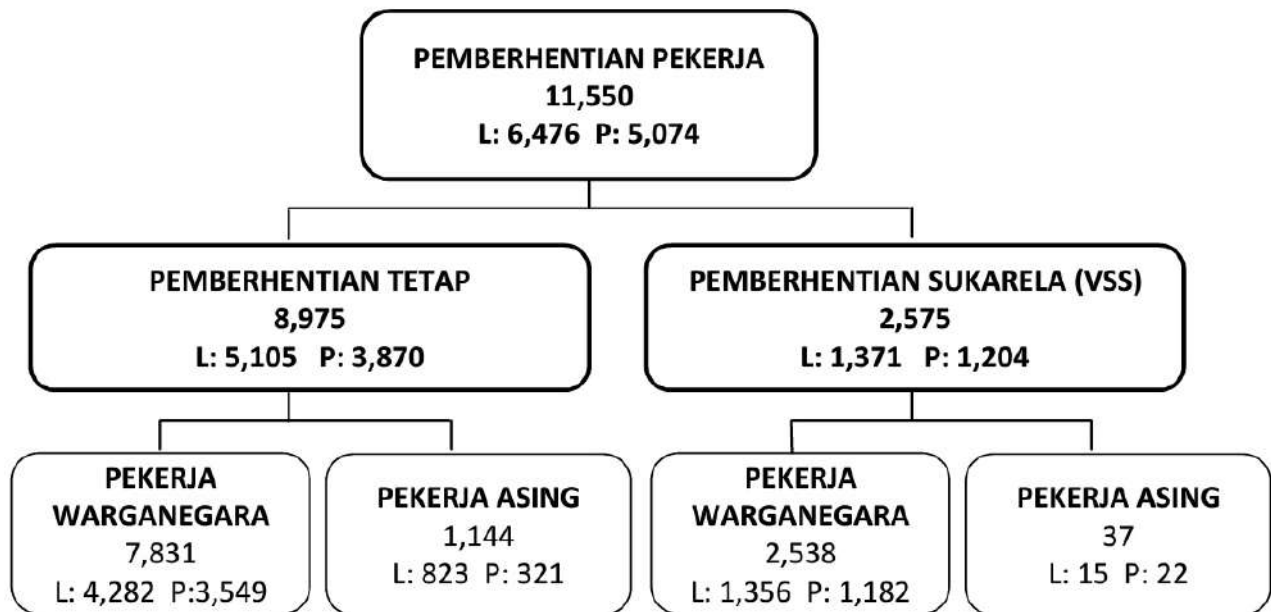 PEMBERHENTIAN PEKERJA
11,550
L: 6,476 P: 5,074
PEMBERHENTIAN TETAP
8,975
L: 5,105 P: 3,870
PEMBERHENTIAN SUKARELA (VSS)
2,575
L: 1,371 P: 1,204
PEKERJA
WARGANEGARA
7,831
L: 4,282 P:3,549
PEKERJA ASING
1,144
L: 823 P: 321
PEKERJA
WARGANEGARA
2,538
L: 1,356 P: 1,182
PEKERJA ASING
37
L: 15 P: 22